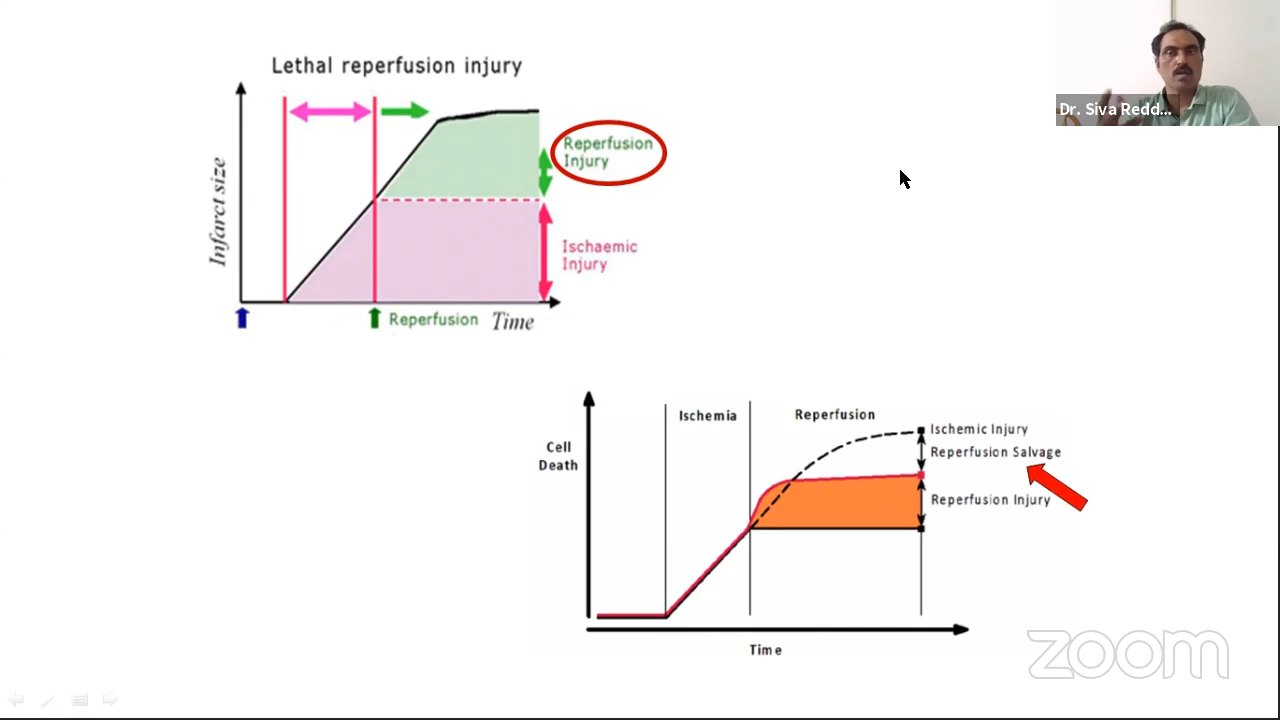 Lethal reperfusion injury
Dr. Siva Redd...
Reperfusion
Injury
Infarct size
Ischaemic
Injury
Reperfusion
Time
Ischemia
Reperfusion
Cell
Death
Ischemic Injury
Reperfusion Salvage
Reperfusion Injury
Time
zoom